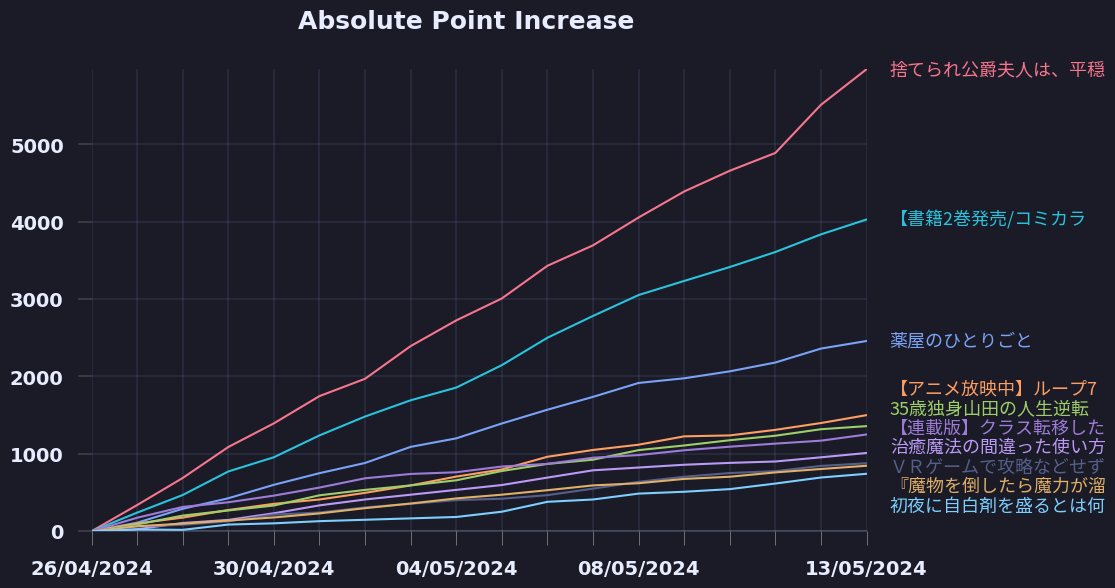 Absolute Point Increase
捨てられ公爵夫人は、平穏
5000
4000
【書籍2巻発売/コミカラ
3000
薬屋のひとりごと
2000
【アニメ放映中】ループ7
35歳独身山田の人生逆転
【連載版】クラス転移した
1000
治癒魔法の間違った使い方
ＶＲゲームで攻略などせず
『魔物を倒したら魔力が溜
初夜に自白剤を盛るとは何
0
26/04/2024
30/04/2024
04/05/2024
08/05/2024
13/05/2024